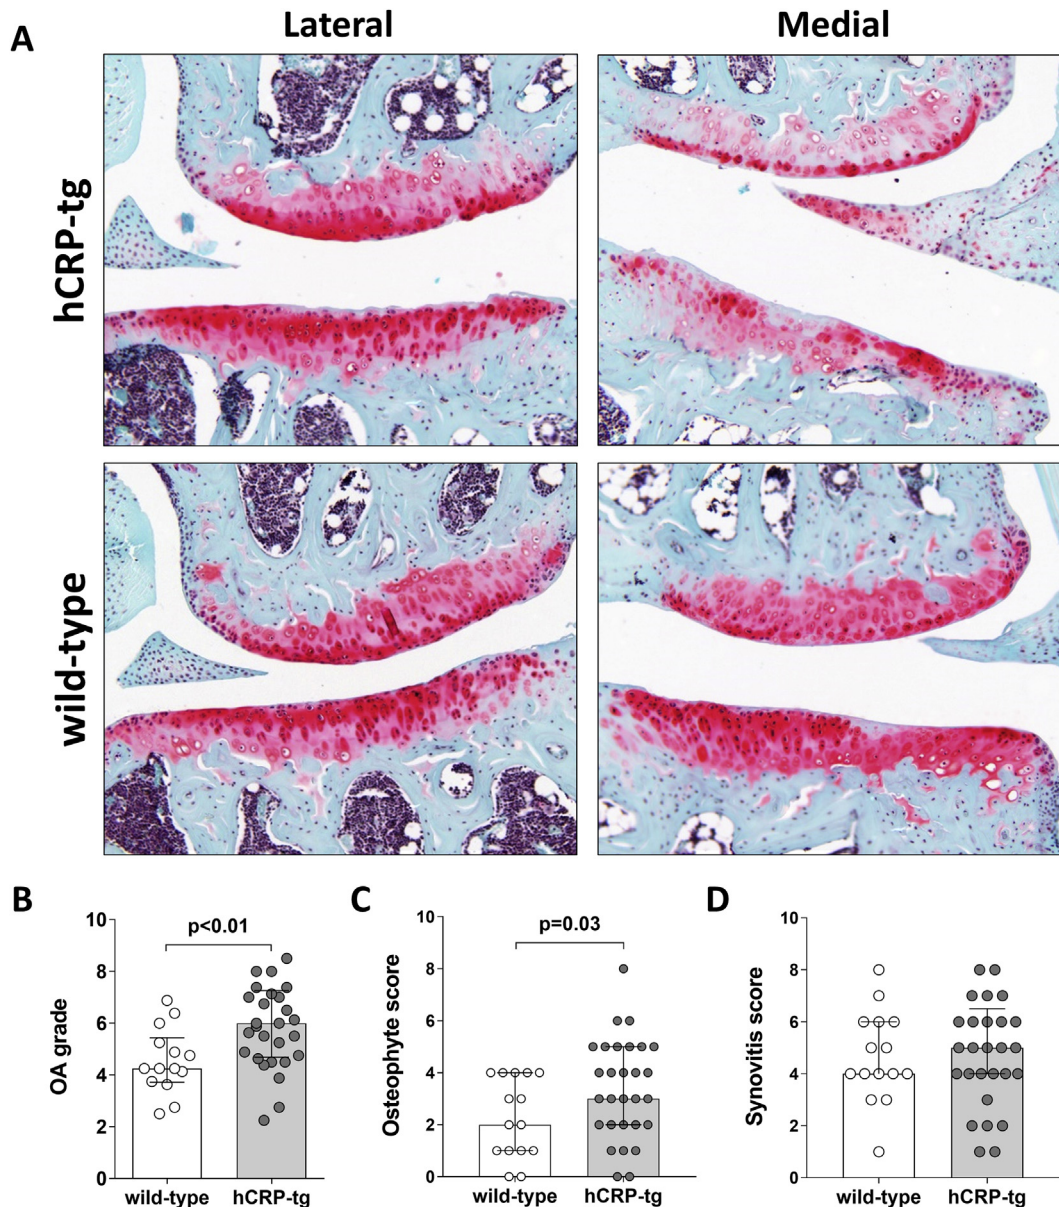 A
Lateral
Medial
hCRP-tg
wild-type
B
OA grade
10
8
6
4
2
0
p<0.01
wild-type
hCRP-tg
C
Osteophyte score
10
8
6
4
2
0
p=0.03
wild-type
hCRP-tg
D
Synovitis score
10
8
6
4
2
0
wild-type
hCRP-tg